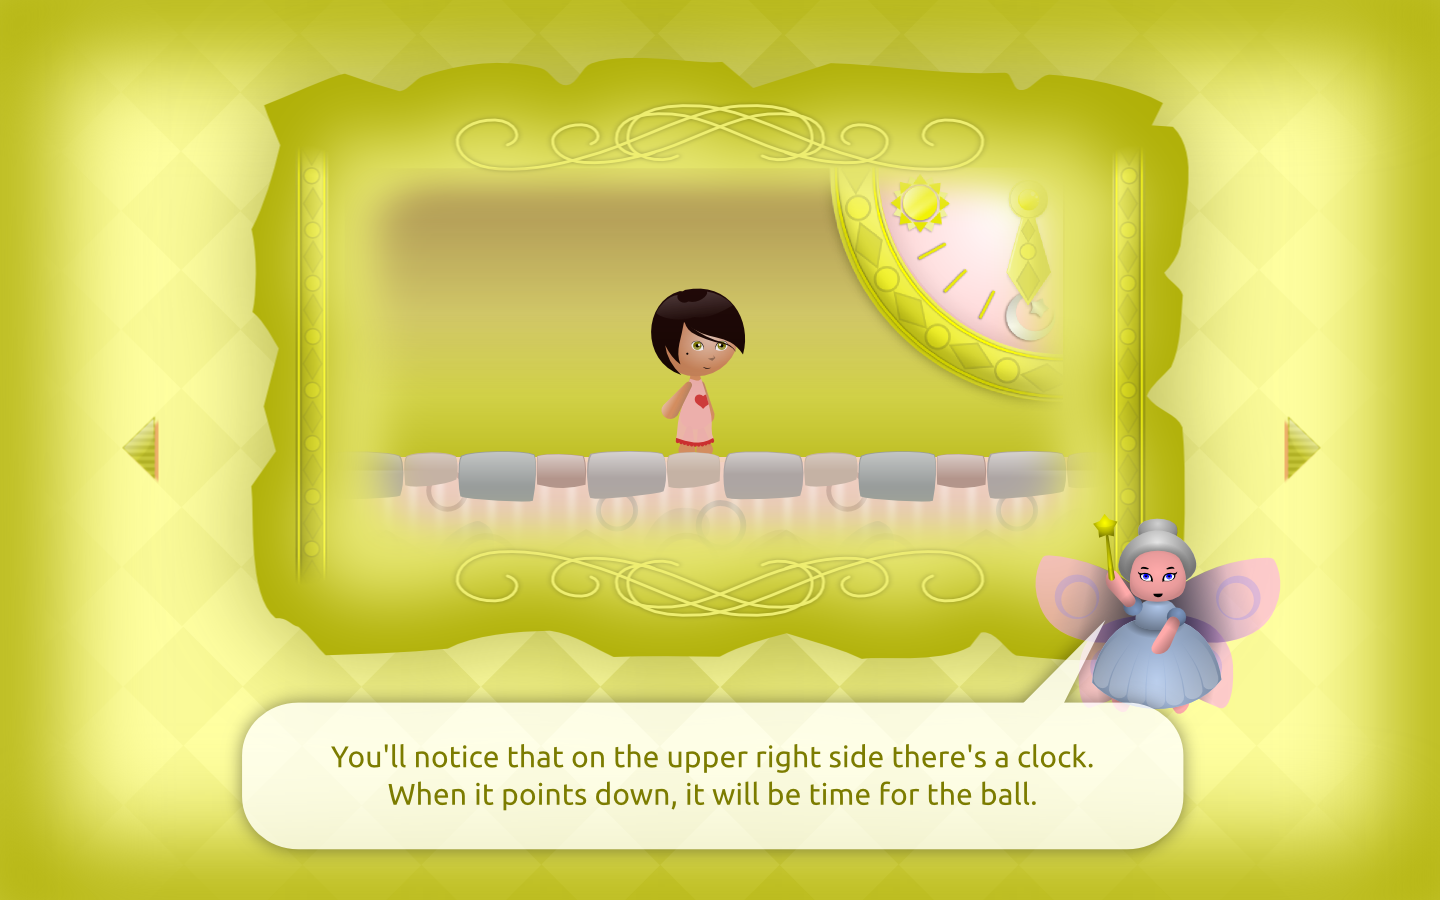 You'll notice that on the upper right side there's a clock.
When it points down, it will be time for the ball.